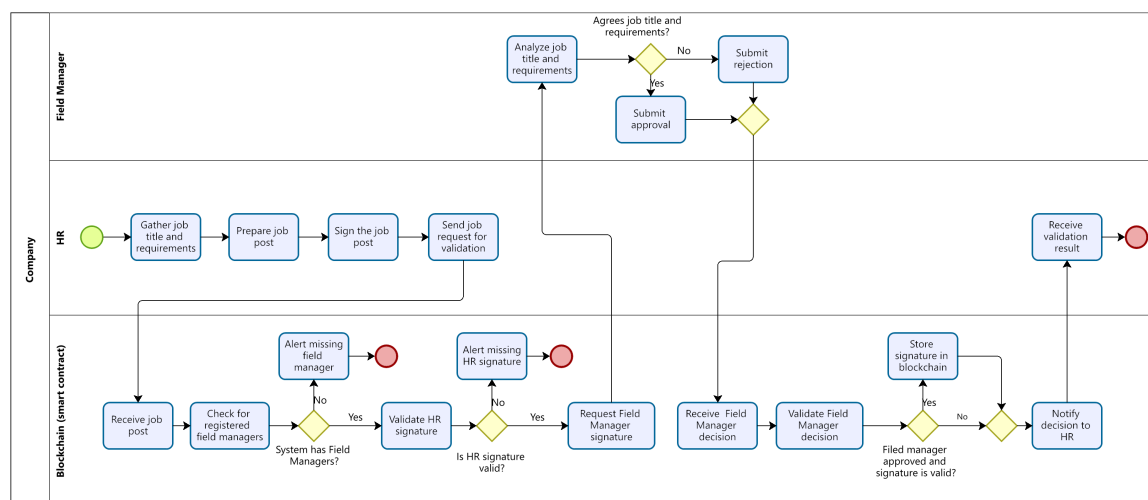 Company
Field Manager
Analyze job
title and
requirements
Agrees job title and
requirements?
No
Yes
Submit
rejection
Submit
approval
HR
Gather job
title and
requirements
Prepare job
post
Sign the job
post
Send job
request for
validation
Receive
validation
result
Blockchain (smart contract)
Receive job
post
Check for
registered
field managers
Alert missing
field
manager
No
System has Field
Managers?
Yes
Validate HR
signature
Alert missing
HR signature
No
Is HR signature
valid?
Yes
Request Field
Manager
signature
Receive  Field
Manager
decision
Validate Field
Manager
decision
Store
signature in
blockchain
Yes
Filed manager
approved and
signature is valid?
No
Notify
decision to
HR